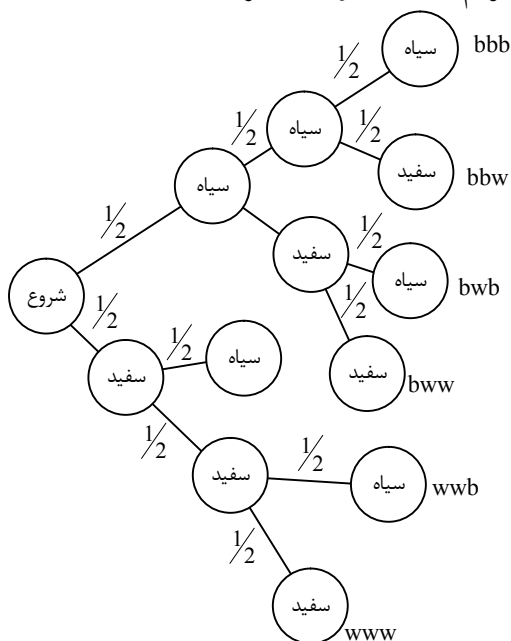 سیاه bbb
1/2
سیاه
1/2
1/2
سفید bbw
سیاه
1/2
1/2
سفید
سیاه bwb
شروع
1/2
1/2
سفید bww
سفید
1/2
سیاه
1/2
سفید
1/2
سیاه wwb
1/2
سفید www